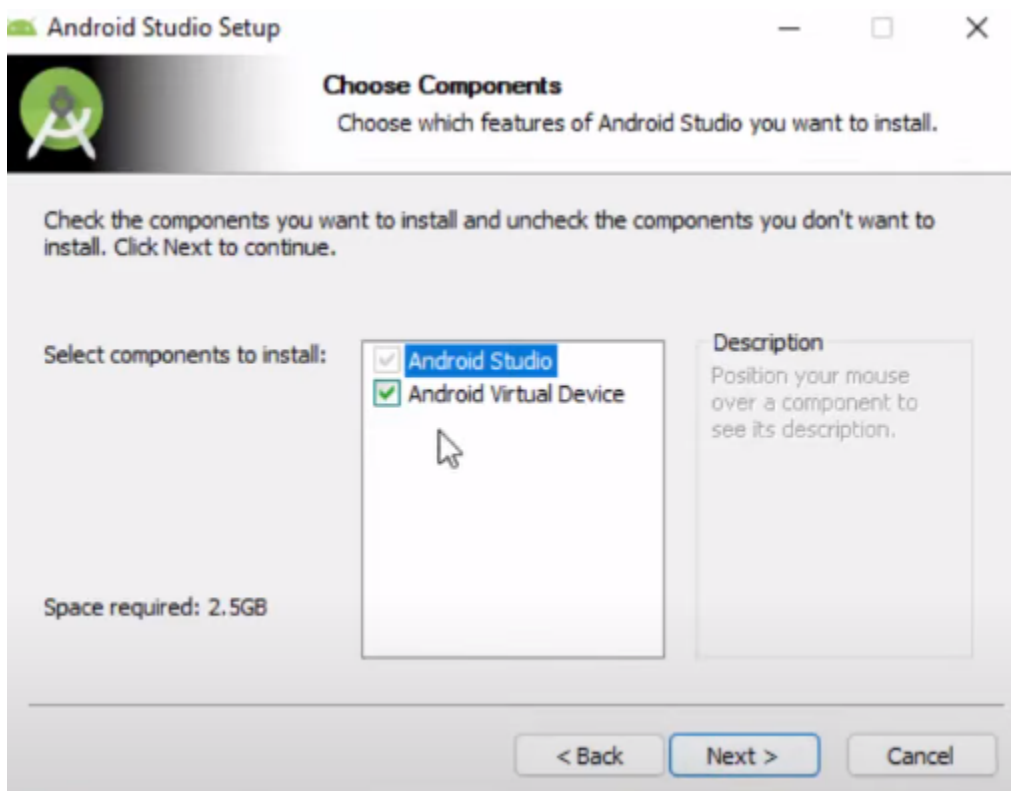 Android Studio Setup
Choose Components
Choose which features of Android Studio you want to install.
Check the components you want to install and uncheck the components you don't want to
install. Click Next to continue.
Select components to install:
Android Studio
Android Virtual Device
Description
Position your mouse
over a component to
see its description.
Space required: 2.5GB
< Back
Next >
Cancel